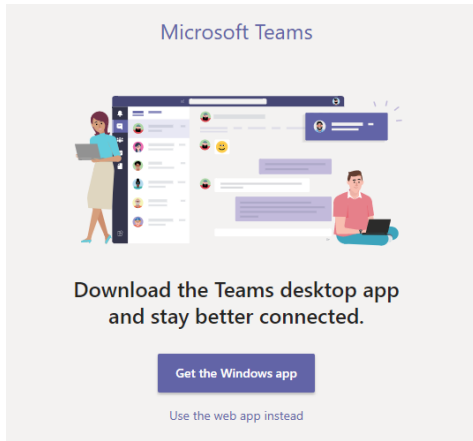 Microsoft Teams
Download the Teams desktop app
and stay better connected.
Get the Windows app
Use the web app instead